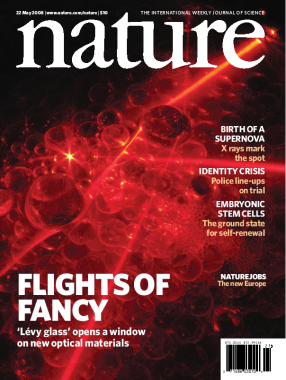 22 May 2008 | www.nature.com/nature | $10
THE INTERNATIONAL WEEKLY JOURNAL OF SCIENCE
nature
BIRTH OF A
SUPERNOVA
X rays mark
the spot
IDENTITY CRISIS
Police line-ups
on trial
EMBRYONIC
STEM CELLS
The ground state
for self-renewal
FLIGHTS OF
FANCY
'Lévy glass' opens a window
on new optical materials
NATUREJOBS
The new Europe